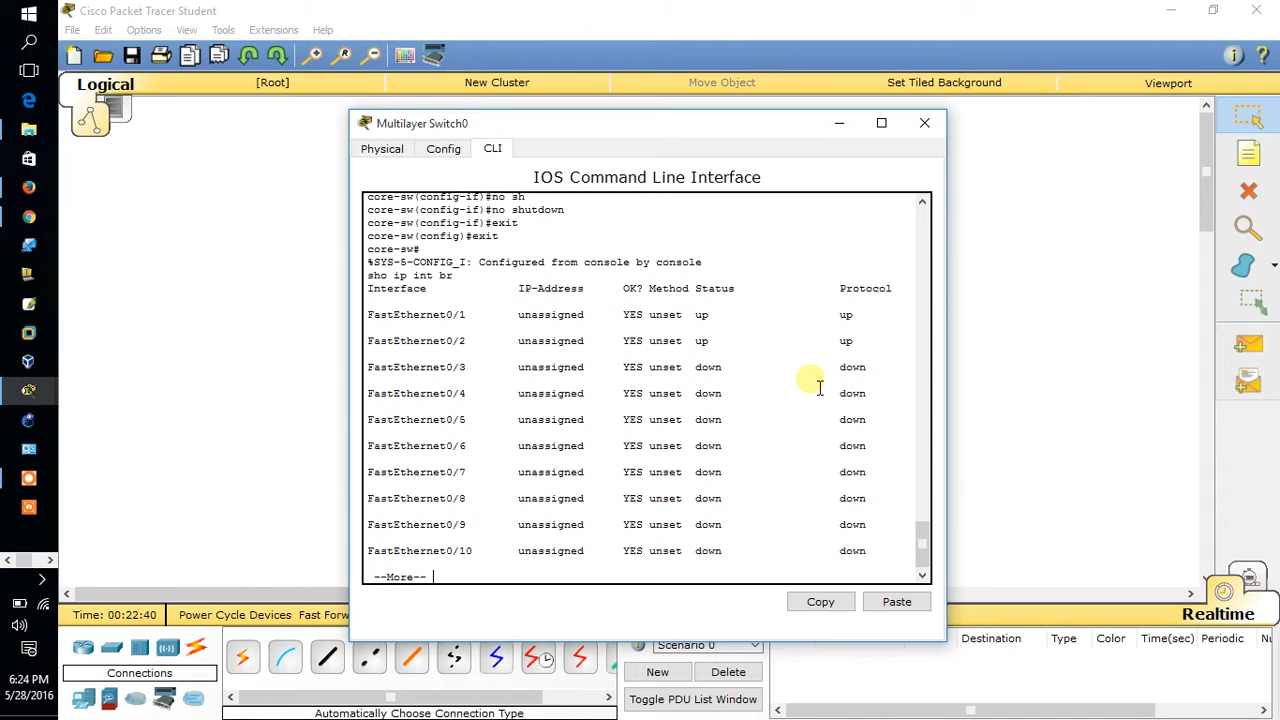 Cisco Packet Tracer Student
File Edit Options View Tools Extensions Help
Logical [Root] New Cluster Move Object Set Tiled Background Viewport
Multilayer Switch0
Physical Config CLI
IOS Command Line Interface
core-sw(config-if)#no sh
core-sw(config-if)#no shutdown
core-sw(config-if)#exit
core-sw(config)#exit
core-sw#
%SYS-5-CONFIG_I: Configured from console by console
sho ip int br
Interface IP-Address OK? Method Status Protocol
FastEthernet0/1 unassigned YES unset up up
FastEthernet0/2 unassigned YES unset up up
FastEthernet0/3 unassigned YES unset down down
FastEthernet0/4 unassigned YES unset down down
FastEthernet0/5 unassigned YES unset down down
FastEthernet0/6 unassigned YES unset down down
FastEthernet0/7 unassigned YES unset down down
FastEthernet0/8 unassigned YES unset down down
FastEthernet0/9 unassigned YES unset down down
FastEthernet0/10 unassigned YES unset down down
--More--
Copy Paste
Time: 00:22:40 Power Cycle Devices Fast Forw
Realtime
Scenario 0
Destination Type Color Time(sec) Periodic Nu
Connections
New Delete
Toggle PDU List Window
Automatically Choose Connection Type
6:24 PM
5/28/2016